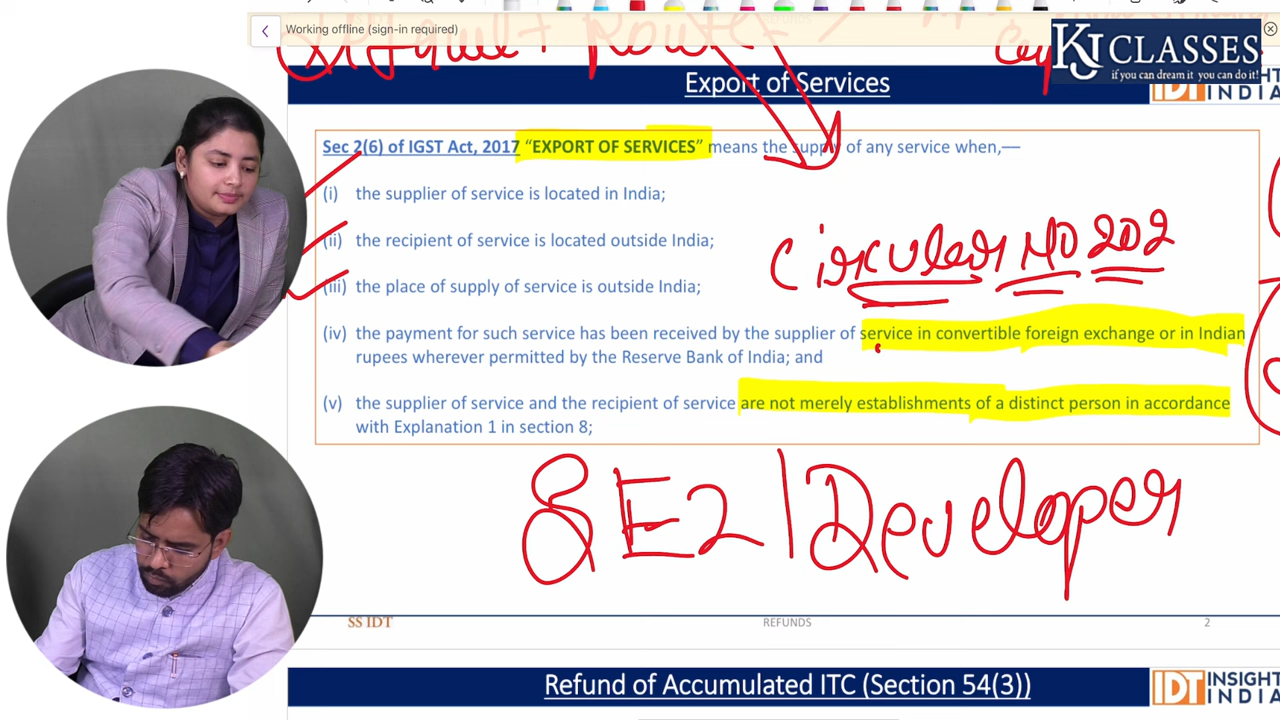 Working offline (sign-in required)
KJ CLASSES
if you can dream it you can do it!
Export of Services
IDT INSIGHT
INDIA
Sec 2(6) of IGST Act, 2017 “EXPORT OF SERVICES” means the supply of any service when,—
(i) the supplier of service is located in India;
(ii) the recipient of service is located outside India;
(iii) the place of supply of service is outside India;
Circular No 202
(iv) the payment for such service has been received by the supplier of service in convertible foreign exchange or in Indian
rupees wherever permitted by the Reserve Bank of India; and
(v) the supplier of service and the recipient of service are not merely establishments of a distinct person in accordance
with Explanation 1 in section 8;
SEZ | Developer
SS IDT
REFUNDS
2
Refund of Accumulated ITC (Section 54(3))
IDT INSIGHT
INDIA